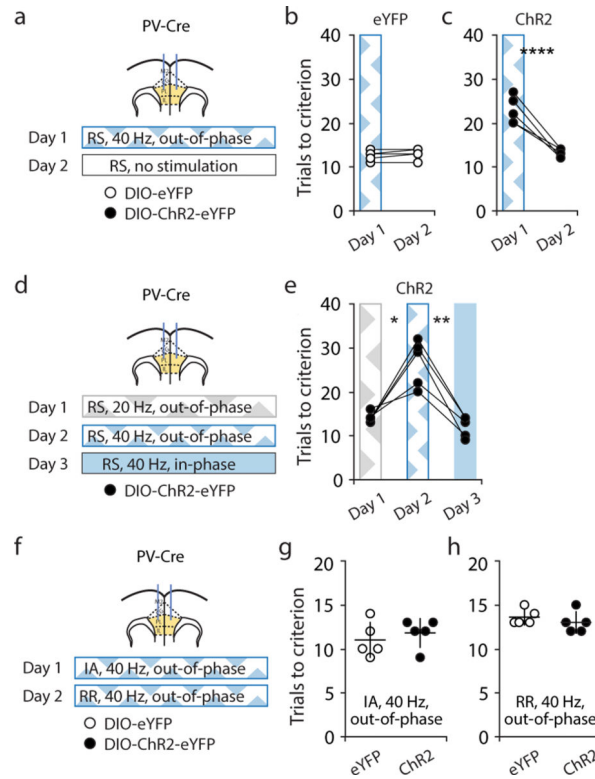 a
PV-Cre
Day 1 RS, 40 Hz, out-of-phase
Day 2 RS, no stimulation
DIO-eYFP
DIO-ChR2-eYFP
b
eYFP
Trials to criterion
40
30
20
10
0
Day 1 Day 2
c
ChR2
****
40
30
20
10
0
Day 1 Day 2
d
PV-Cre
Day 1 RS, 20 Hz, out-of-phase
Day 2 RS, 40 Hz, out-of-phase
Day 3 RS, 40 Hz, in-phase
DIO-ChR2-eYFP
e
ChR2
* **
Trials to criterion
40
30
20
10
0
Day 1 Day 2 Day 3
f
PV-Cre
Day 1 IA, 40 Hz, out-of-phase
Day 2 RR, 40 Hz, out-of-phase
DIO-eYFP
DIO-ChR2-eYFP
g
Trials to criterion
20
15
10
5
0
IA, 40 Hz,
out-of-phase
eYFP ChR2
h
20
15
10
5
0
RR, 40 Hz,
out-of-phase
eYFP ChR2